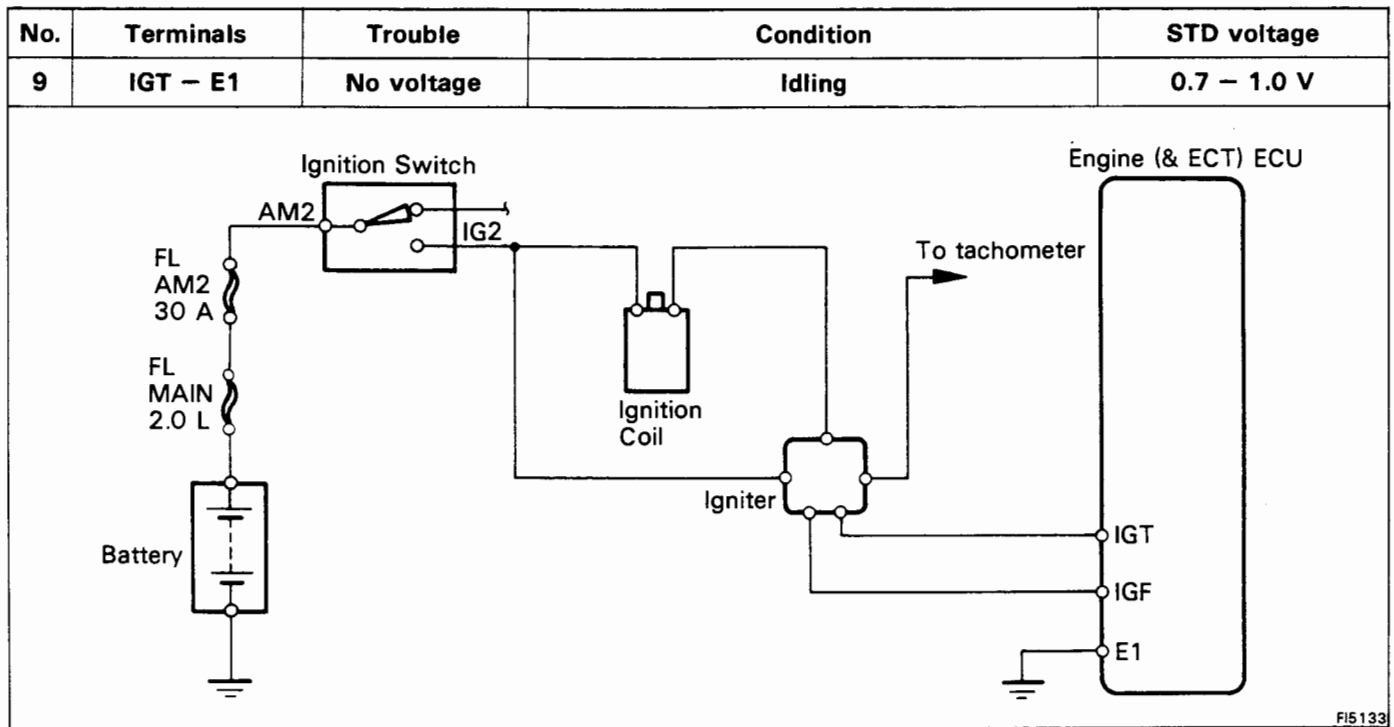 No. Terminals Trouble Condition STD voltage
9 IGT – E1 No voltage Idling 0.7 – 1.0 V
Ignition Switch
Engine (& ECT) ECU
AM2
IG2
To tachometer
FL
AM2
30 A
FL
MAIN
2.0 L
Ignition
Coil
Igniter
Battery
IGT
IGF
E1
FI5133